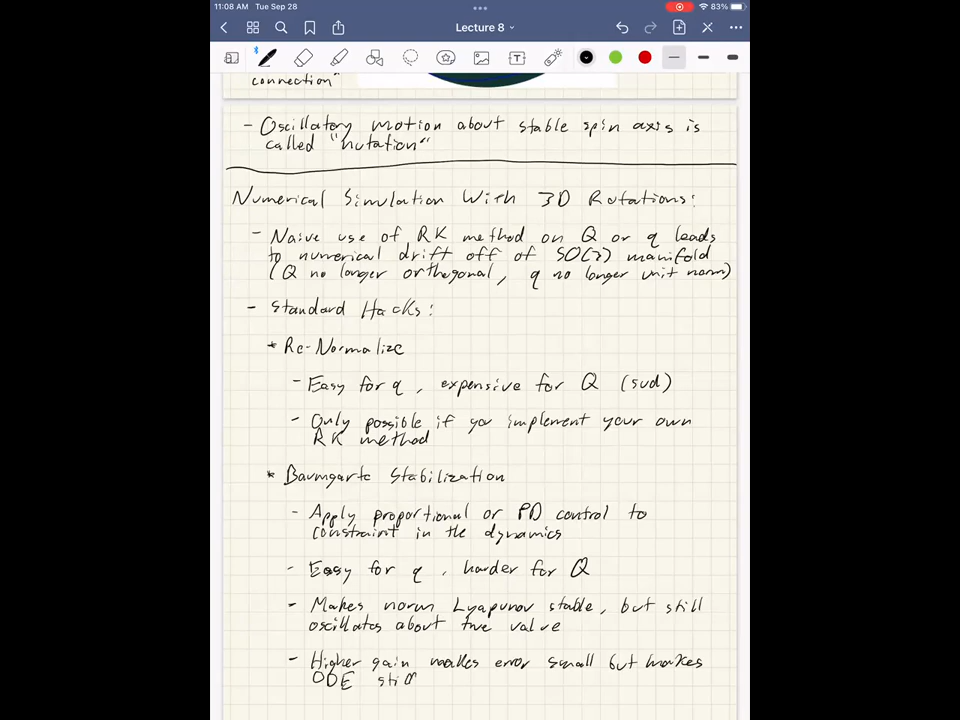 11:08 AM Tue Sep 28
83%
Lecture 8
connection"
- Oscillatory motion about stable spin axis is
called "nutation"
Numerical Simulation With 3D Rotations:
- Naive use of RK method on Q or q leads
to numerical drift off of SO(3) manifold
(Q no longer orthogonal, q no longer unit norm)
- Standard Hacks:
* Re-Normalize
- Easy for q, expensive for Q (svd)
- Only possible if you implement your own
RK method
* Baumgarte Stabilization
- Apply proportional or PD control to
constraint in the dynamics
- Easy for q, harder for Q
- Makes norm Lyapunov stable, but still
oscillates about true value
- Higher gain makes error small but makes
ODE stiff